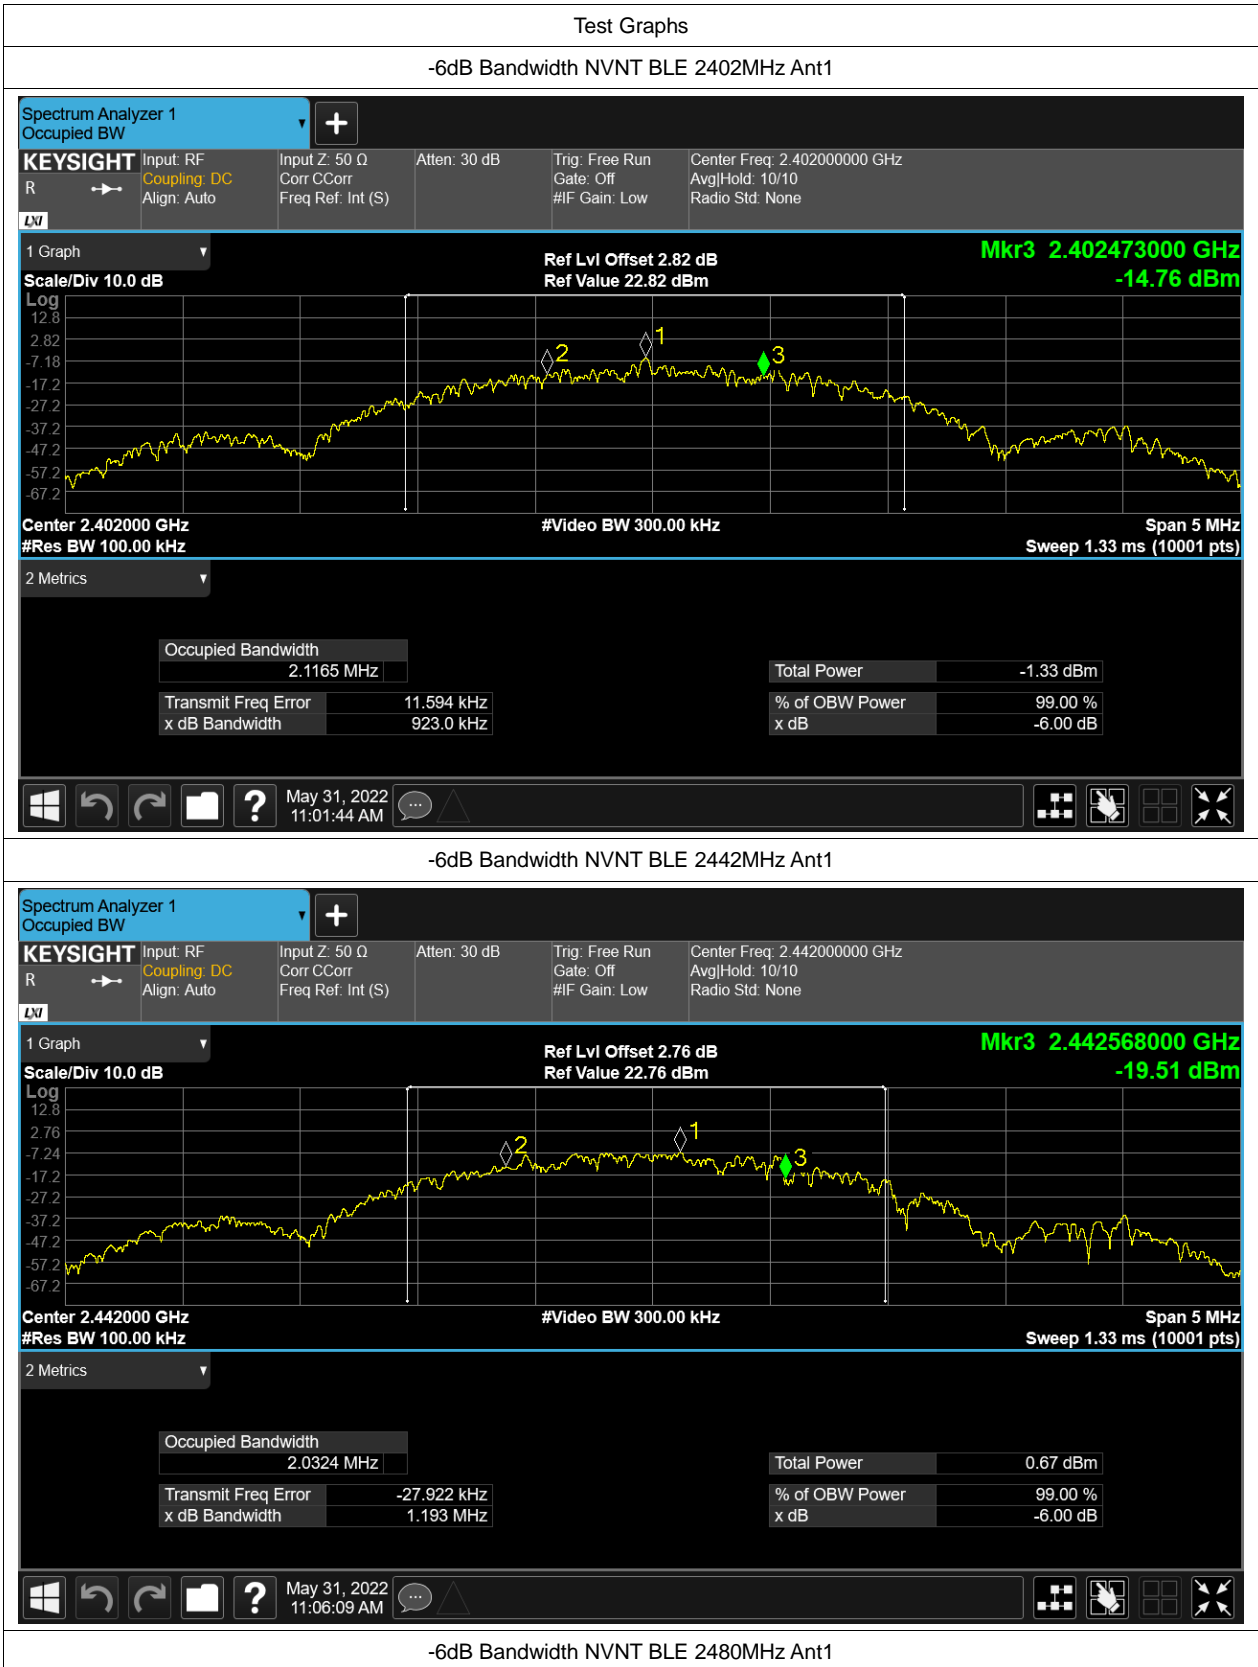 Test Graphs
-6dB Bandwidth NVNT BLE 2402MHz Ant1
Spectrum Analyzer 1
Occupied BW
KEYSIGHT Input: RF Input Z: 50 Ω Atten: 30 dB Trig: Free Run Center Freq: 2.402000000 GHz
R Coupling: DC Corr CCorr Gate: Off Avg|Hold: 10/10
Align: Auto Freq Ref: Int (S) #IF Gain: Low Radio Std: None
LXI
1 Graph Ref Lvl Offset 2.82 dB Mkr3 2.402473000 GHz
Scale/Div 10.0 dB Ref Value 22.82 dBm -14.76 dBm
Log
12.8
2.82
-7.18
-17.2
-27.2
-37.2
-47.2
-57.2
-67.2
2 1 3
Center 2.402000 GHz #Video BW 300.00 kHz Span 5 MHz
#Res BW 100.00 kHz Sweep 1.33 ms (10001 pts)
2 Metrics
Occupied Bandwidth
2.1165 MHz Total Power -1.33 dBm
Transmit Freq Error 11.594 kHz % of OBW Power 99.00 %
x dB Bandwidth 923.0 kHz x dB -6.00 dB
? May 31, 2022
11:01:44 AM
-6dB Bandwidth NVNT BLE 2442MHz Ant1
Spectrum Analyzer 1
Occupied BW
KEYSIGHT Input: RF Input Z: 50 Ω Atten: 30 dB Trig: Free Run Center Freq: 2.442000000 GHz
R Coupling: DC Corr CCorr Gate: Off Avg|Hold: 10/10
Align: Auto Freq Ref: Int (S) #IF Gain: Low Radio Std: None
LXI
1 Graph Ref Lvl Offset 2.76 dB Mkr3 2.442568000 GHz
Scale/Div 10.0 dB Ref Value 22.76 dBm -19.51 dBm
Log
12.8
2.76
-7.24
-17.2
-27.2
-37.2
-47.2
-57.2
-67.2
2 1 3
Center 2.442000 GHz #Video BW 300.00 kHz Span 5 MHz
#Res BW 100.00 kHz Sweep 1.33 ms (10001 pts)
2 Metrics
Occupied Bandwidth
2.0324 MHz Total Power 0.67 dBm
Transmit Freq Error -27.922 kHz % of OBW Power 99.00 %
x dB Bandwidth 1.193 MHz x dB -6.00 dB
? May 31, 2022
11:06:09 AM
-6dB Bandwidth NVNT BLE 2480MHz Ant1